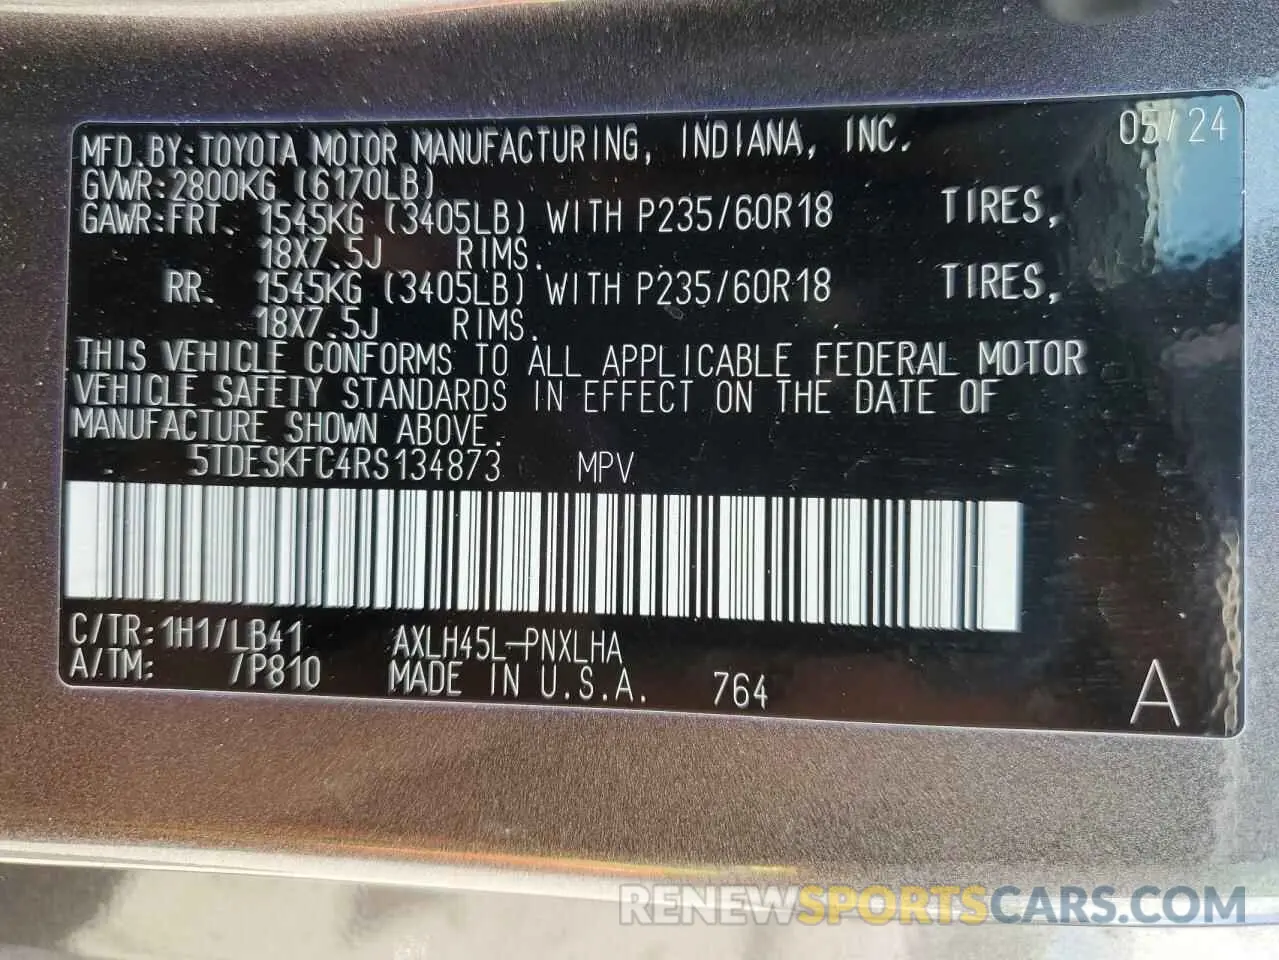 MFD.BY:TOYOTA MOTOR MANUFACTURING, INDIANA, INC. 05/24
GVWR:2800KG (6170LB)
GAWR:FRT. 1545KG (3405LB) WITH P235/60R18 TIRES,
18X7.5J RIMS.
RR. 1545KG (3405LB) WITH P235/60R18 TIRES,
18X7.5J RIMS.
THIS VEHICLE CONFORMS TO ALL APPLICABLE FEDERAL MOTOR
VEHICLE SAFETY STANDARDS IN EFFECT ON THE DATE OF
MANUFACTURE SHOWN ABOVE.
5TDESKFC4RS134873 MPV
C/TR:1H1/LB41 AXLH45L-PNXLHA
A/TM: /P810 MADE IN U.S.A. 764 A
RENEWSPORTSCARS.COM